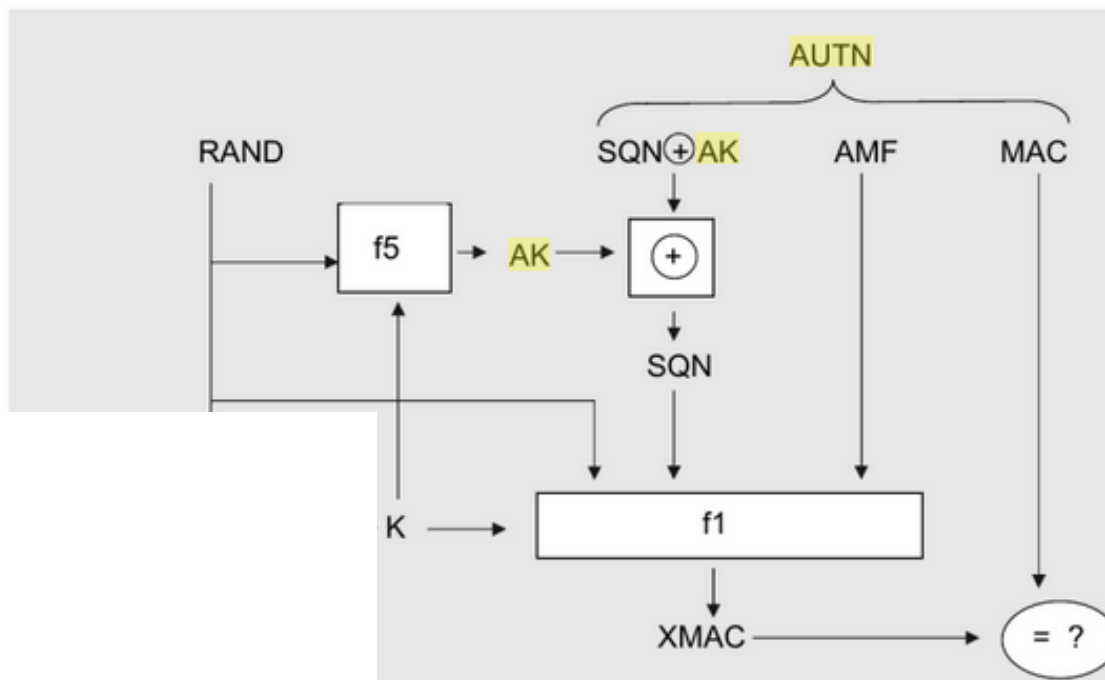 AUTN
RAND SQN⊕AK AMF MAC
f5 AK +
SQN
K f1
XMAC = ?